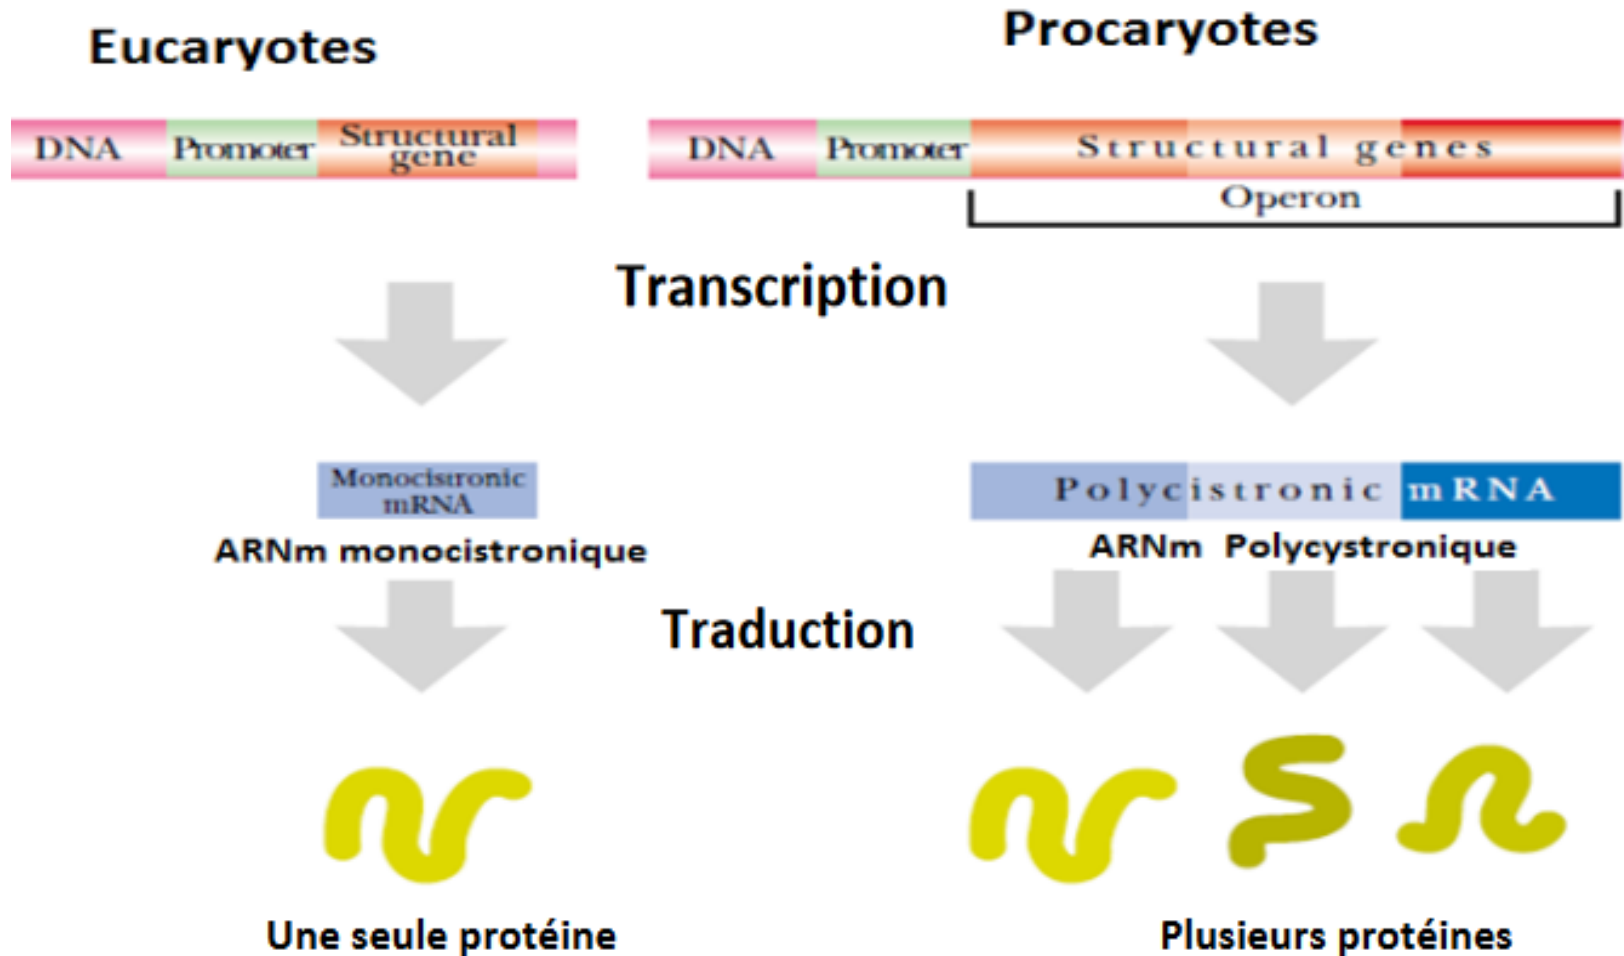 Eucaryotes
Procaryotes
DNA Promoter Structural gene
DNA Promoter Structural genes
Operon
Transcription
Monocistronic
mRNA
Polycistronic mRNA
ARNm monocistronique
ARNm Polycystronique
Traduction
Une seule protéine
Plusieurs protéines